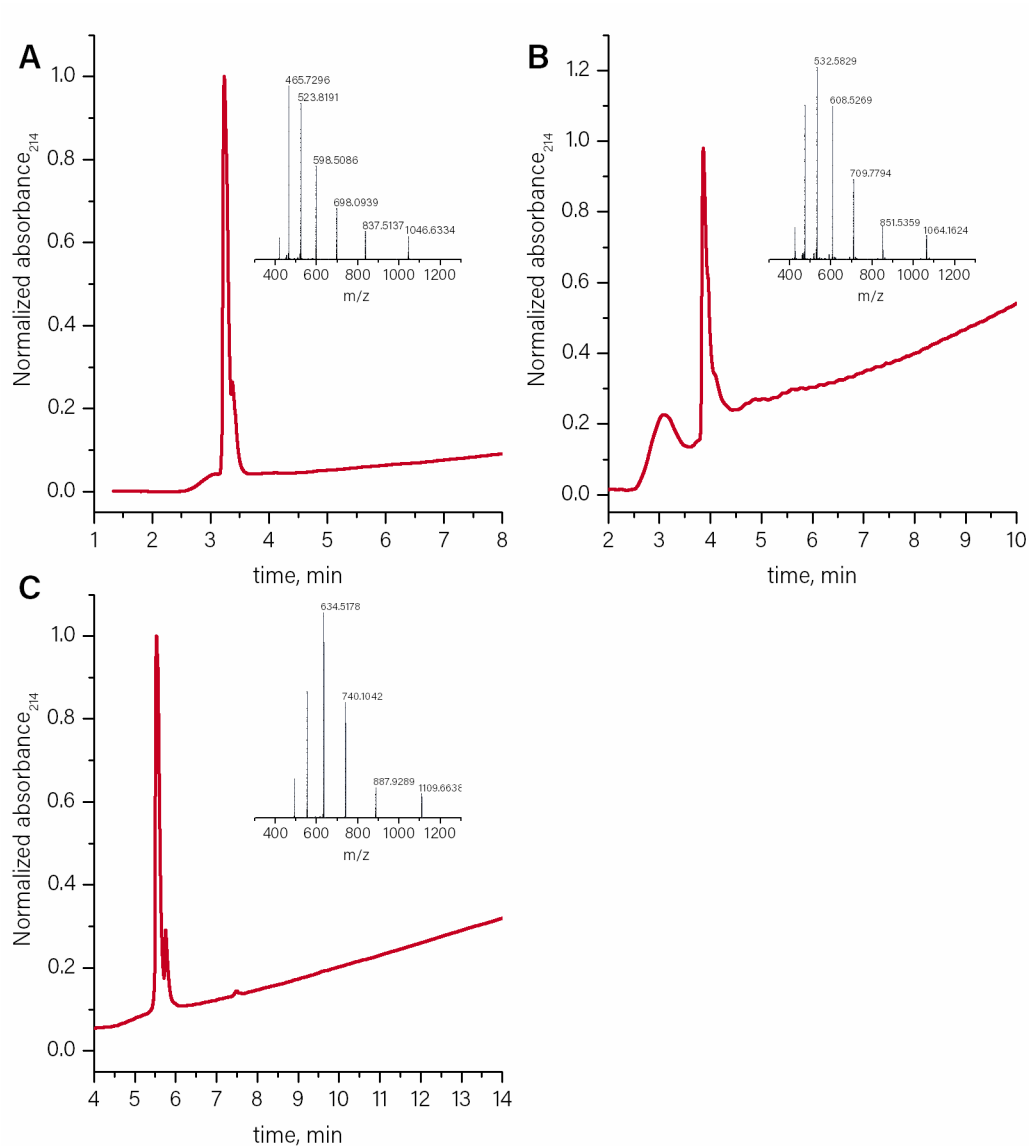 A
Normalized absorbance214
1.0
0.8
0.6
0.4
0.2
0.0
1 2 3 4 5 6 7 8
time, min
465.7296
523.8191
598.5086
698.0939
837.5137
1046.6334
400 600 800 1000 1200
m/z
B
Normalized absorbance214
1.2
1.0
0.8
0.6
0.4
0.2
0.0
2 3 4 5 6 7 8 9 10
time, min
532.5829
608.5269
709.7794
851.5359
1064.1624
400 600 800 1000 1200
m/z
C
Normalized absorbance214
1.0
0.8
0.6
0.4
0.2
0.0
4 5 6 7 8 9 10 11 12 13 14
time, min
634.5178
740.1042
887.9289
1109.6638
400 600 800 1000 1200
m/z